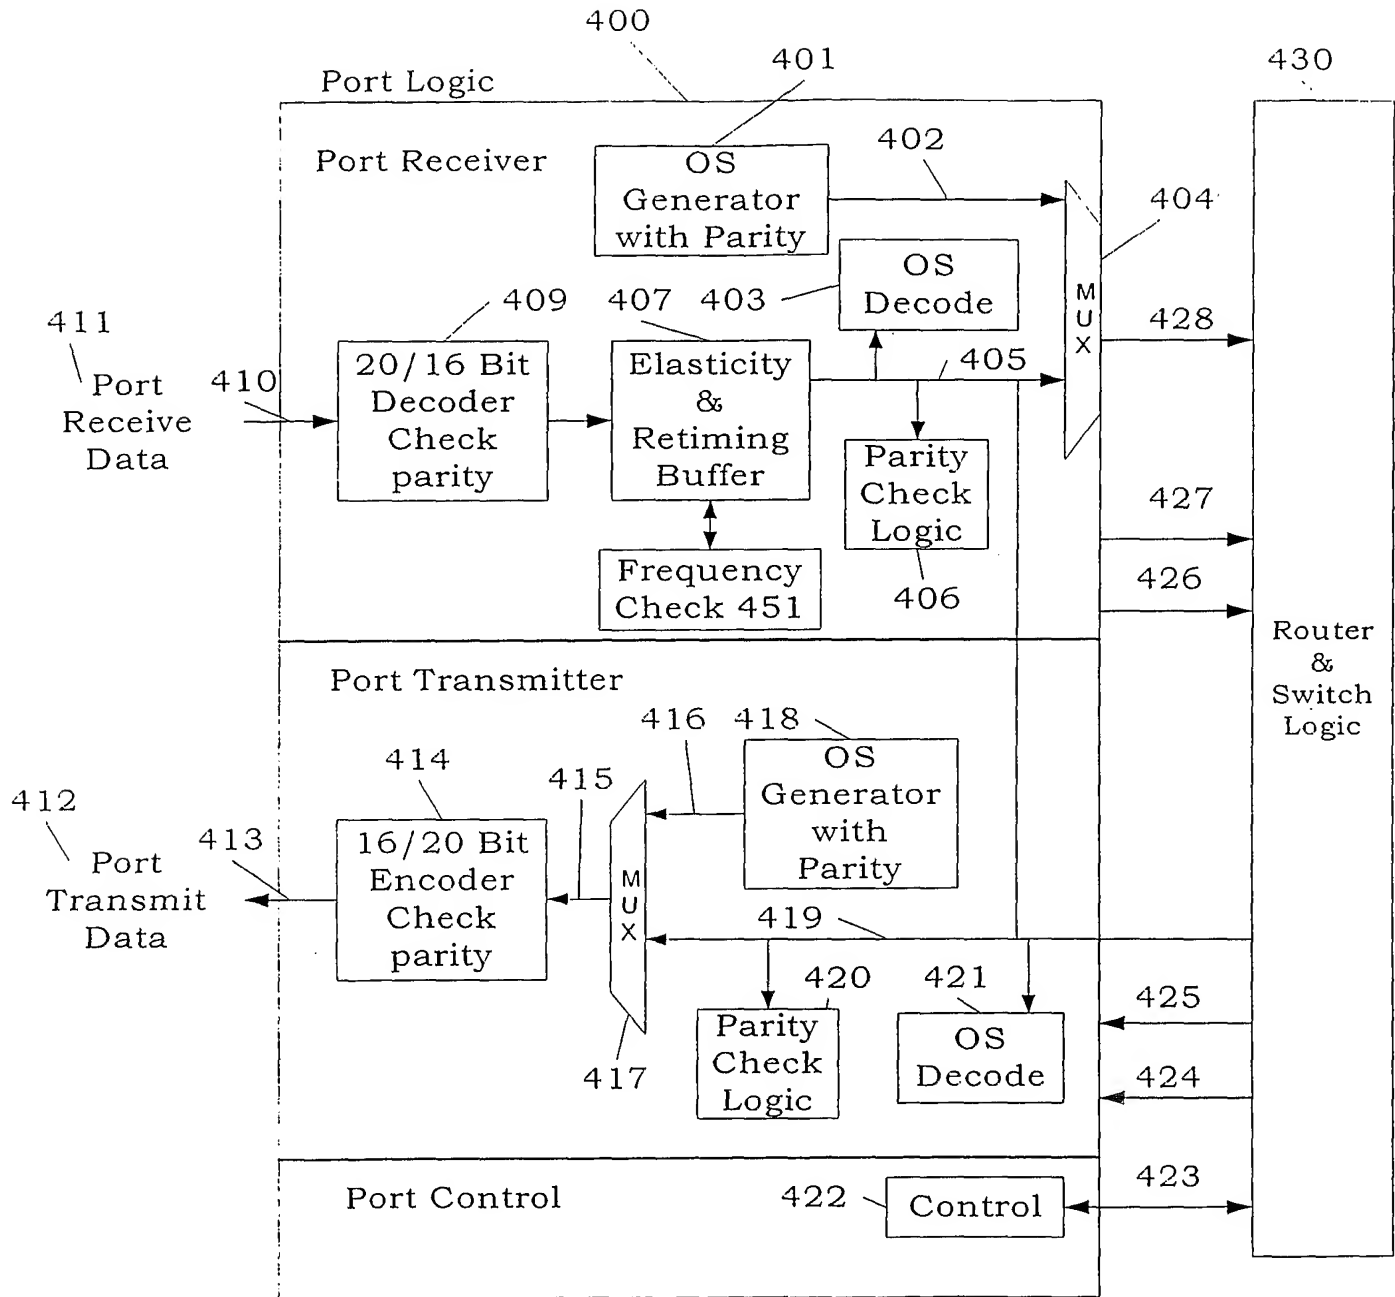 400
401
430
Port Logic
402
Port Receiver
OS
Generator
with Parity
404
OS
Decode
409
407
403
MUX
428
411
Port
Receive
Data
410
20/16 Bit
Decoder
Check
parity
Elasticity
&
Retiming
Buffer
405
Parity
Check
Logic
427
Frequency
Check 451
406
426
Router
&
Switch
Logic
Port Transmitter
416
418
OS
Generator
with
Parity
414
415
412
Port
Transmit
Data
413
16/20 Bit
Encoder
Check
parity
MUX
419
420
421
425
Parity
Check
Logic
OS
Decode
417
424
Port Control
422
Control
423